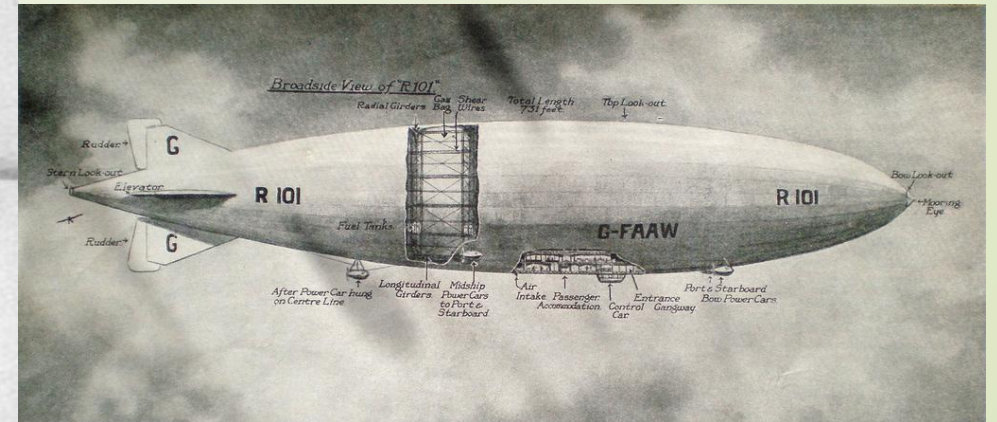 Broadside View of "R101"
Radial Girders
Gas
Bag
Shear
Wires
Total Length
731 feet
Top Look-out
Rudder
G
Stern Look-out
Elevator
R 101
R 101
Bow Look-out
Mooring
Eye
Fuel Tanks
G-FAAW
Rudder
G
After Power Car hung
on Centre Line
Longitudinal
Girders
Midship
Power Cars
to Port &
Starboard
Air
Intake
Passenger
Accommodation
Control
Car
Entrance
Gangway
Port & Starboard
Bow Power Cars